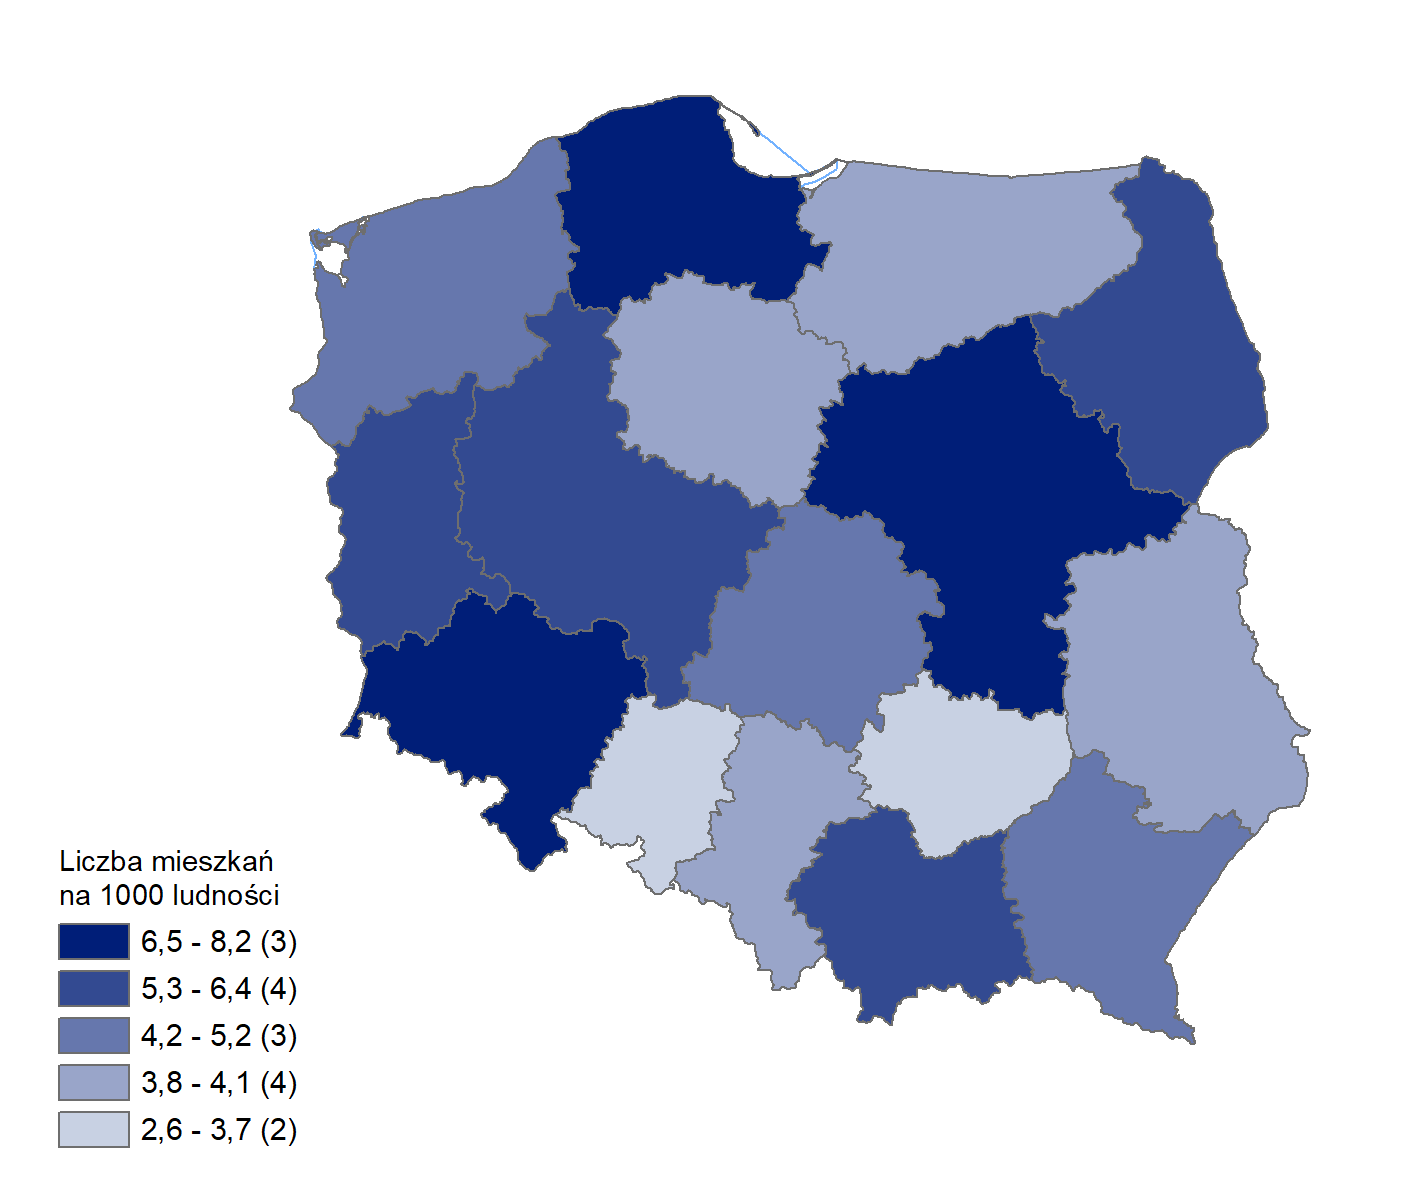 Liczba mieszkań
na 1000 ludności
6,5 - 8,2 (3)
5,3 - 6,4 (4)
4,2 - 5,2 (3)
3,8 - 4,1 (4)
2,6 - 3,7 (2)